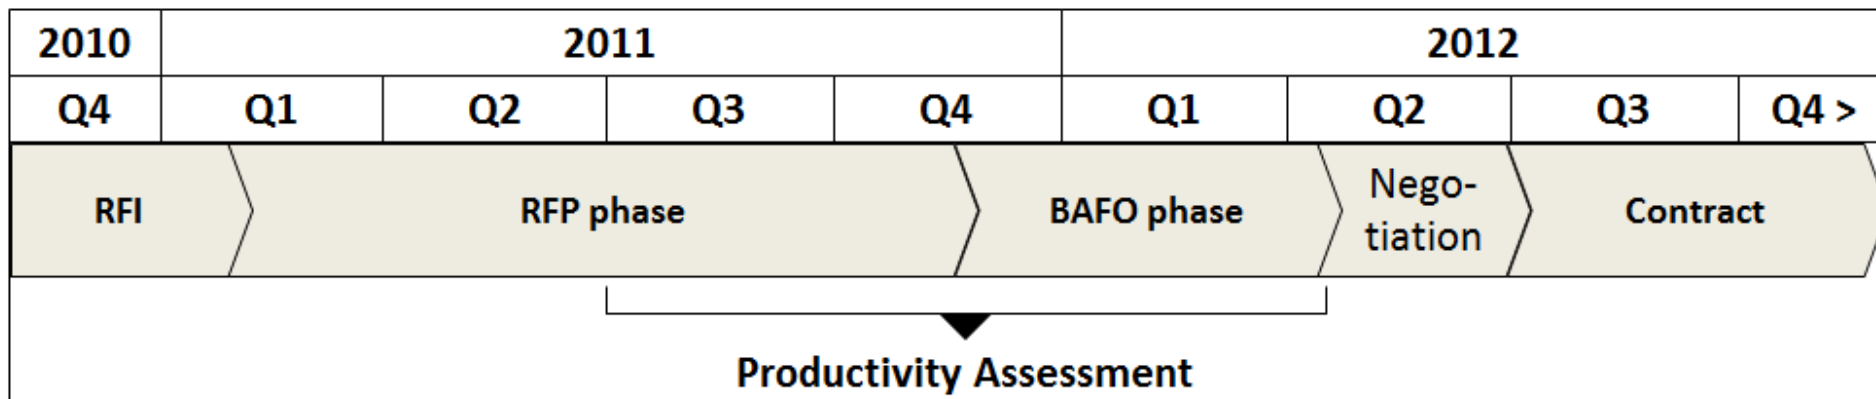 2010 2011 2012
Q4 Q1 Q2 Q3 Q4 Q1 Q2 Q3 Q4 >
RFI RFP phase BAFO phase Nego-
tiation Contract
Productivity Assessment